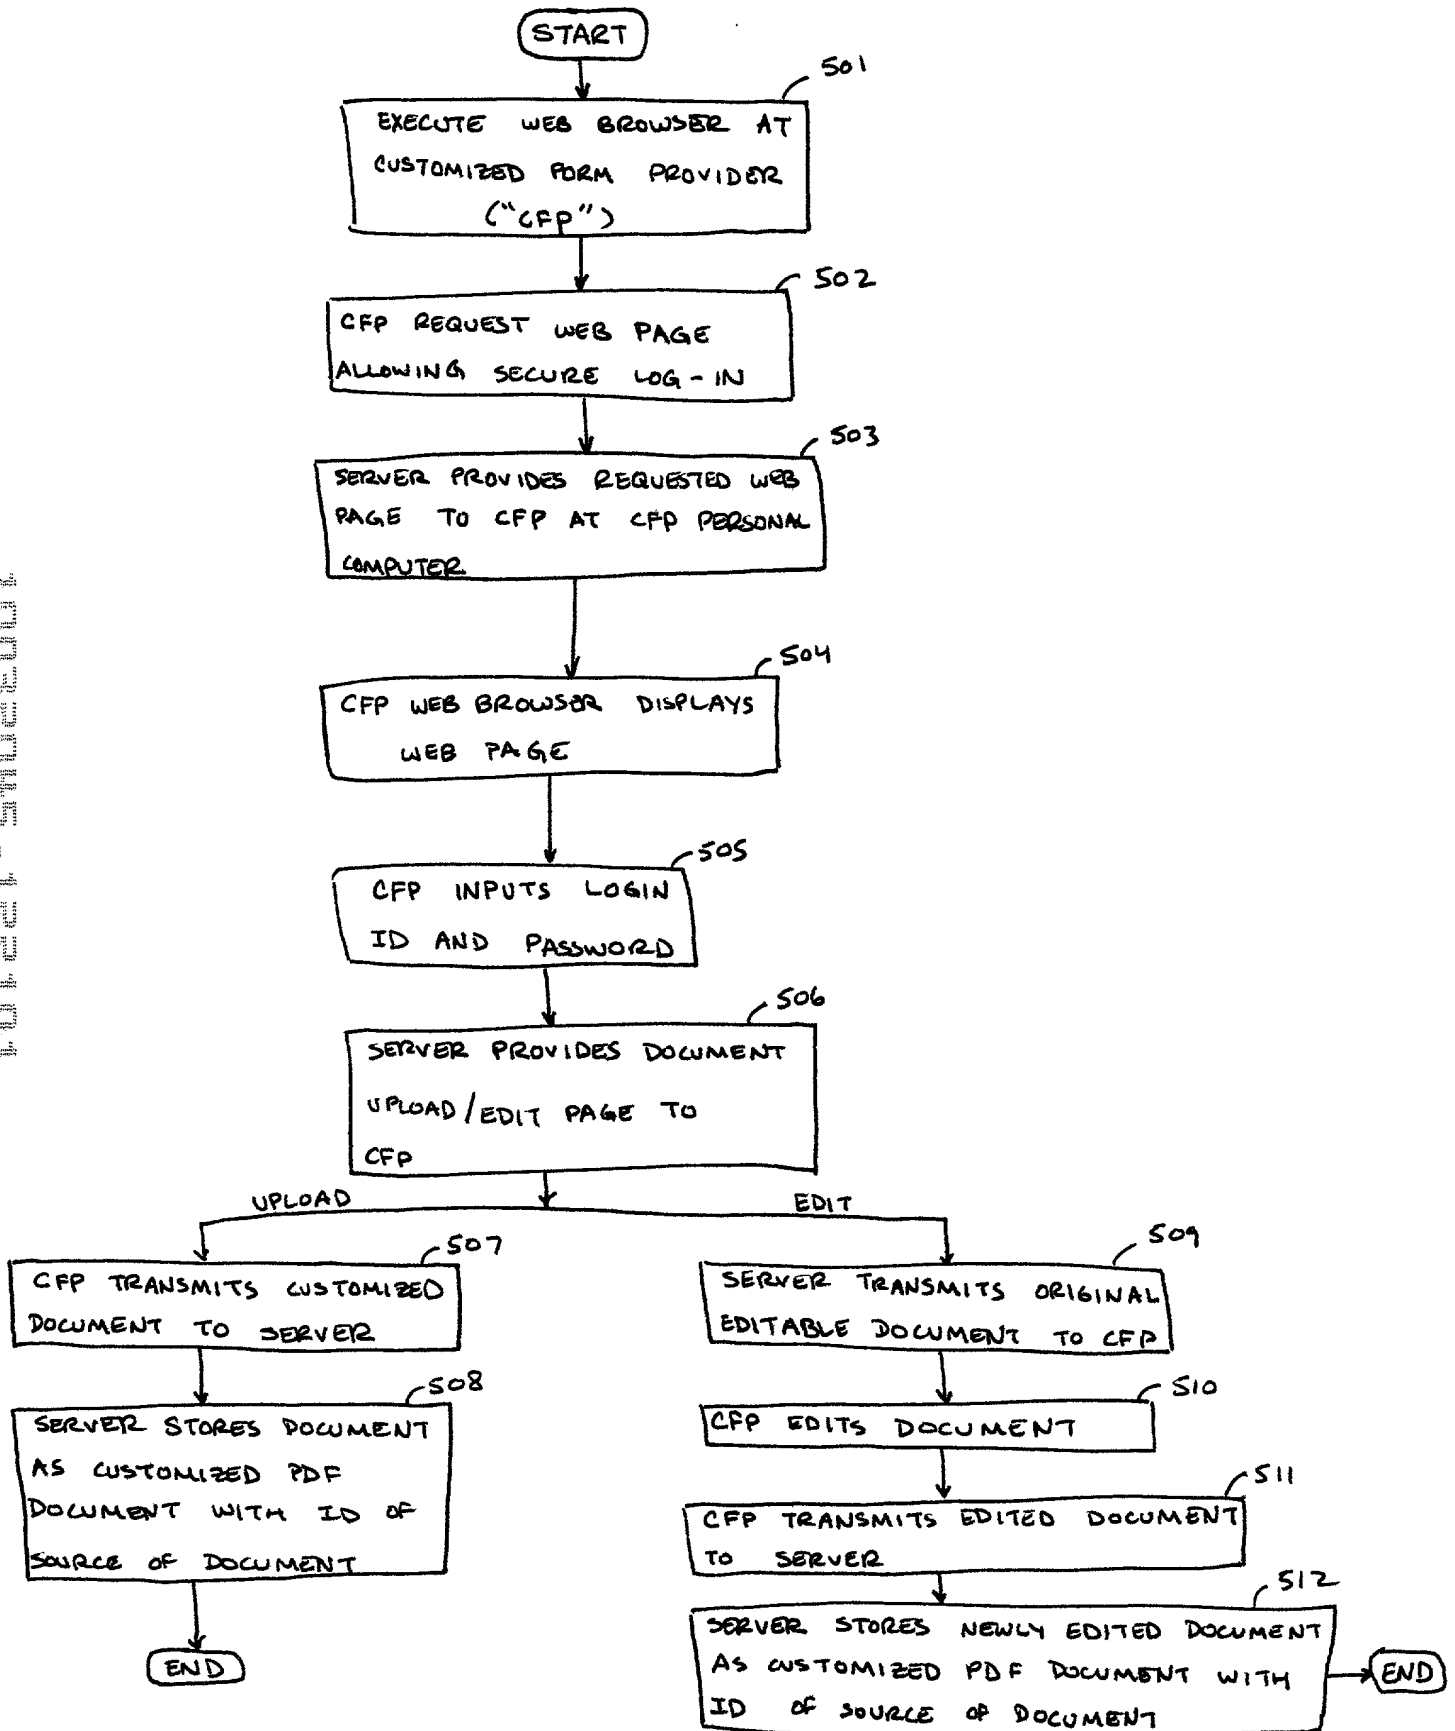 START
501
EXECUTE WEB BROWSER AT
CUSTOMIZED FORM PROVIDER
("CFP")
502
CFP REQUEST WEB PAGE
ALLOWING SECURE LOG-IN
503
SERVER PROVIDES REQUESTED WEB
PAGE TO CFP AT CFP PERSONAL
COMPUTER
504
CFP WEB BROWSER DISPLAYS
WEB PAGE
505
CFP INPUTS LOGIN
ID AND PASSWORD
506
SERVER PROVIDES DOCUMENT
UPLOAD/EDIT PAGE TO
CFP
UPLOAD
EDIT
507
CFP TRANSMITS CUSTOMIZED
DOCUMENT TO SERVER
508
SERVER STORES DOCUMENT
AS CUSTOMIZED PDF
DOCUMENT WITH ID OF
SOURCE OF DOCUMENT
END
509
SERVER TRANSMITS ORIGINAL
EDITABLE DOCUMENT TO CFP
510
CFP EDITS DOCUMENT
511
CFP TRANSMITS EDITED DOCUMENT
TO SERVER
512
SERVER STORES NEWLY EDITED DOCUMENT
AS CUSTOMIZED PDF DOCUMENT WITH
ID OF SOURCE OF DOCUMENT
END